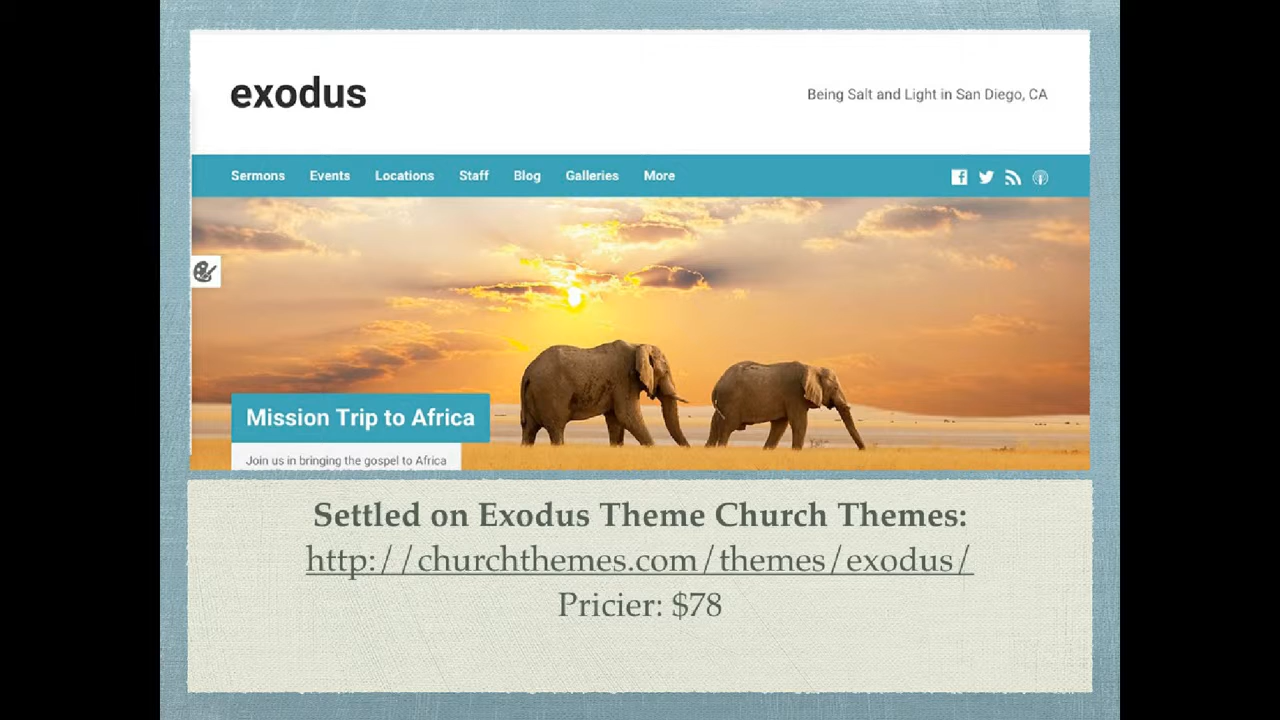 exodus
Being Salt and Light in San Diego, CA
Sermons Events Locations Staff Blog Galleries More
Mission Trip to Africa
Join us in bringing the gospel to Africa
Settled on Exodus Theme Church Themes:
http://churchthemes.com/themes/exodus/
Pricier: $78